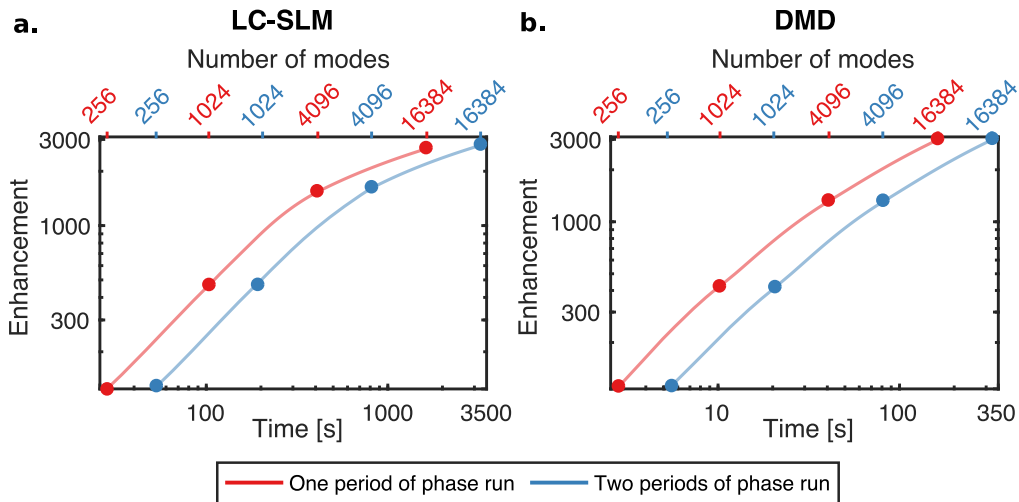 a.
LC-SLM
Number of modes
256 256 1024 1024 4096 4096 16384 16384
3000
1000
300
Enhancement
100 1000 3500
Time [s]
b.
DMD
Number of modes
256 256 1024 1024 4096 4096 16384 16384
3000
1000
300
Enhancement
10 100 350
Time [s]
One period of phase run Two periods of phase run